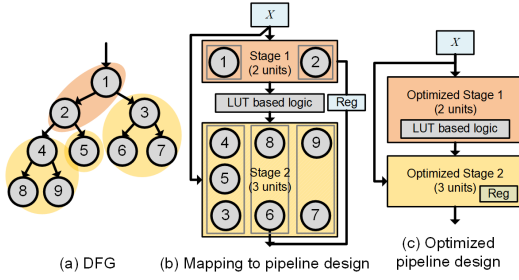 1
2
3
4
5
6
7
8
9
(a) DFG
X
1
Stage 1
(2 units)
2
LUT based logic
Reg
4
8
9
5
Stage 2
(3 units)
3
6
7
(b) Mapping to pipeline design
X
Optimized Stage 1
(2 units)
LUT based logic
Optimized Stage 2
(3 units)
Reg
(c) Optimized
pipeline design